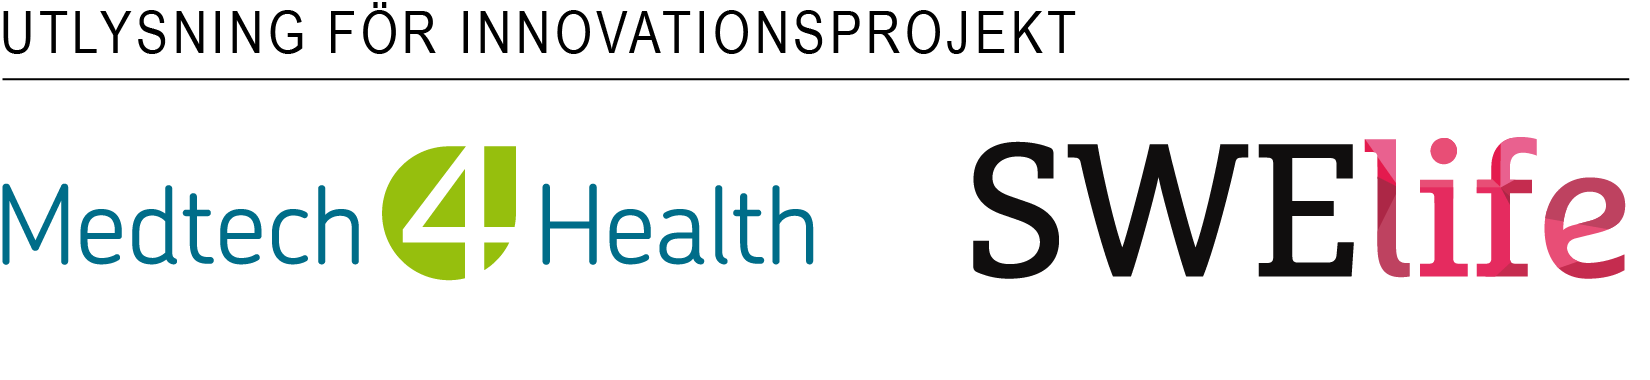 UTLYSNING FÖR INNOVATIONSPROJEKT
Medtech4Health SWElife